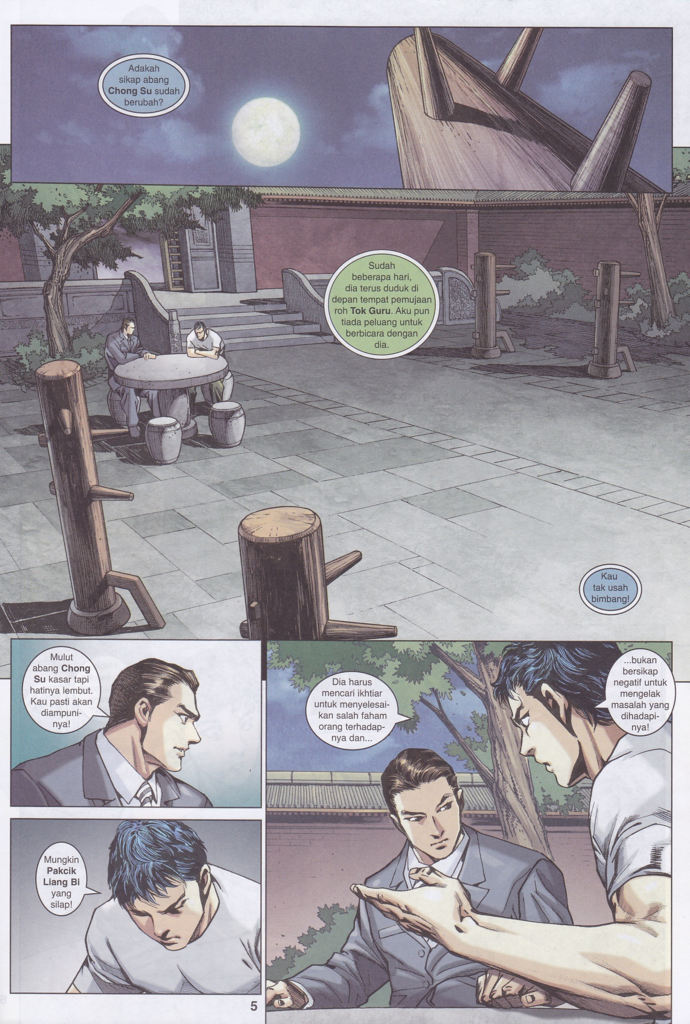 Adakah
sikap abang
Chong Su sudah
berubah?
Sudah
beberapa hari,
dia terus duduk di
depan tempat pemujaan
roh Tok Guru. Aku pun
tiada peluang untuk
berbicara dengan
dia.
Kau
tak usah
bimbang!
Mulut
abang Chong
Su kasar tapi
hatinya lembut.
Kau pasti akan
diampuni-
nya!
Mungkin
Pakcik
Liang Bi
yang
silap!
Dia harus
mencari ikhtiar
untuk menyelesai-
kan salah faham
orang terhadap-
nya dan...
...bukan
bersikap
negatif untuk
mengelak
masalah yang
dihadapi-
nya!
5